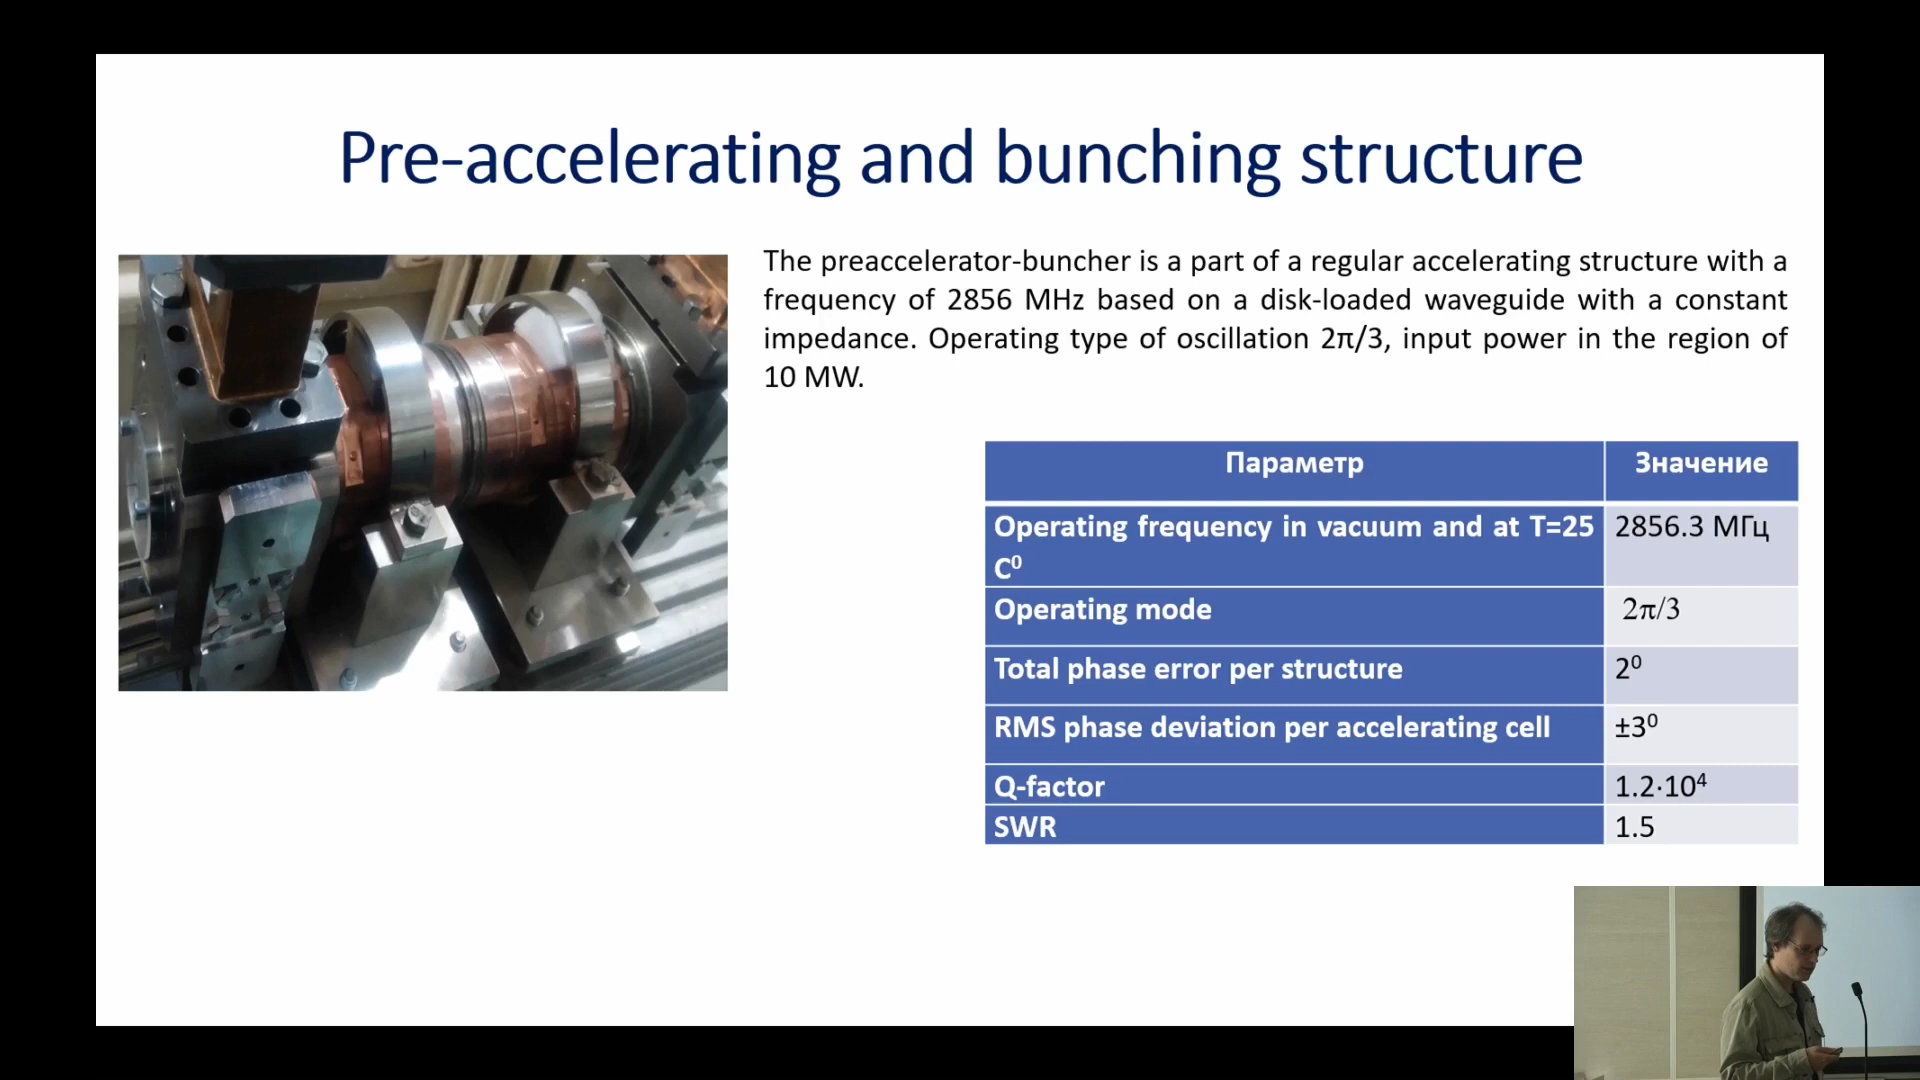 Pre-accelerating and bunching structure
The preaccelerator-buncher is a part of a regular accelerating structure with a
frequency of 2856 MHz based on a disk-loaded waveguide with a constant
impedance. Operating type of oscillation 2π/3, input power in the region of
10 MW.
Параметр Значение
Operating frequency in vacuum and at T=25 2856.3 МГц
C⁰
Operating mode 2π/3
Total phase error per structure 2⁰
RMS phase deviation per accelerating cell ±3⁰
Q-factor 1.2·10⁴
SWR 1.5